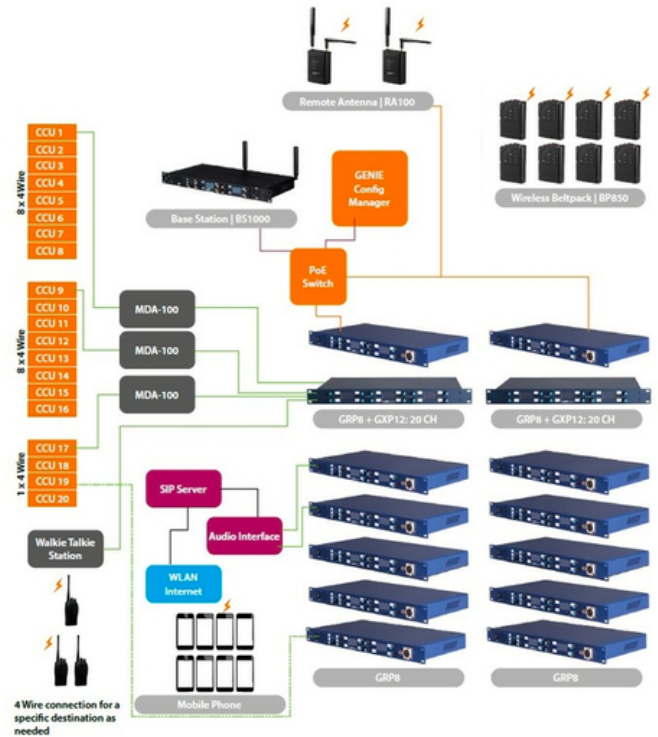 Remote Antenna | RA100
Wireless Beltpack | BP850
Base Station | BS1000
GENIE
Config
Manager
PoE
Switch
8 x 4 Wire
CCU 1
CCU 2
CCU 3
CCU 4
CCU 5
CCU 6
CCU 7
CCU 8
8 x 4 Wire
CCU 9
CCU 10
CCU 11
CCU 12
CCU 13
CCU 14
CCU 15
CCU 16
1 x 4 Wire
CCU 17
CCU 18
CCU 19
CCU 20
MDA-100
MDA-100
MDA-100
GRP8 + GXP12: 20 CH
GRP8 + GXP12: 20 CH
SIP Server
Audio Interface
WLAN
Internet
Walkie Talkie
Station
Mobile Phone
GRP8
GRP8
4 Wire connection for a
specific destination as
needed